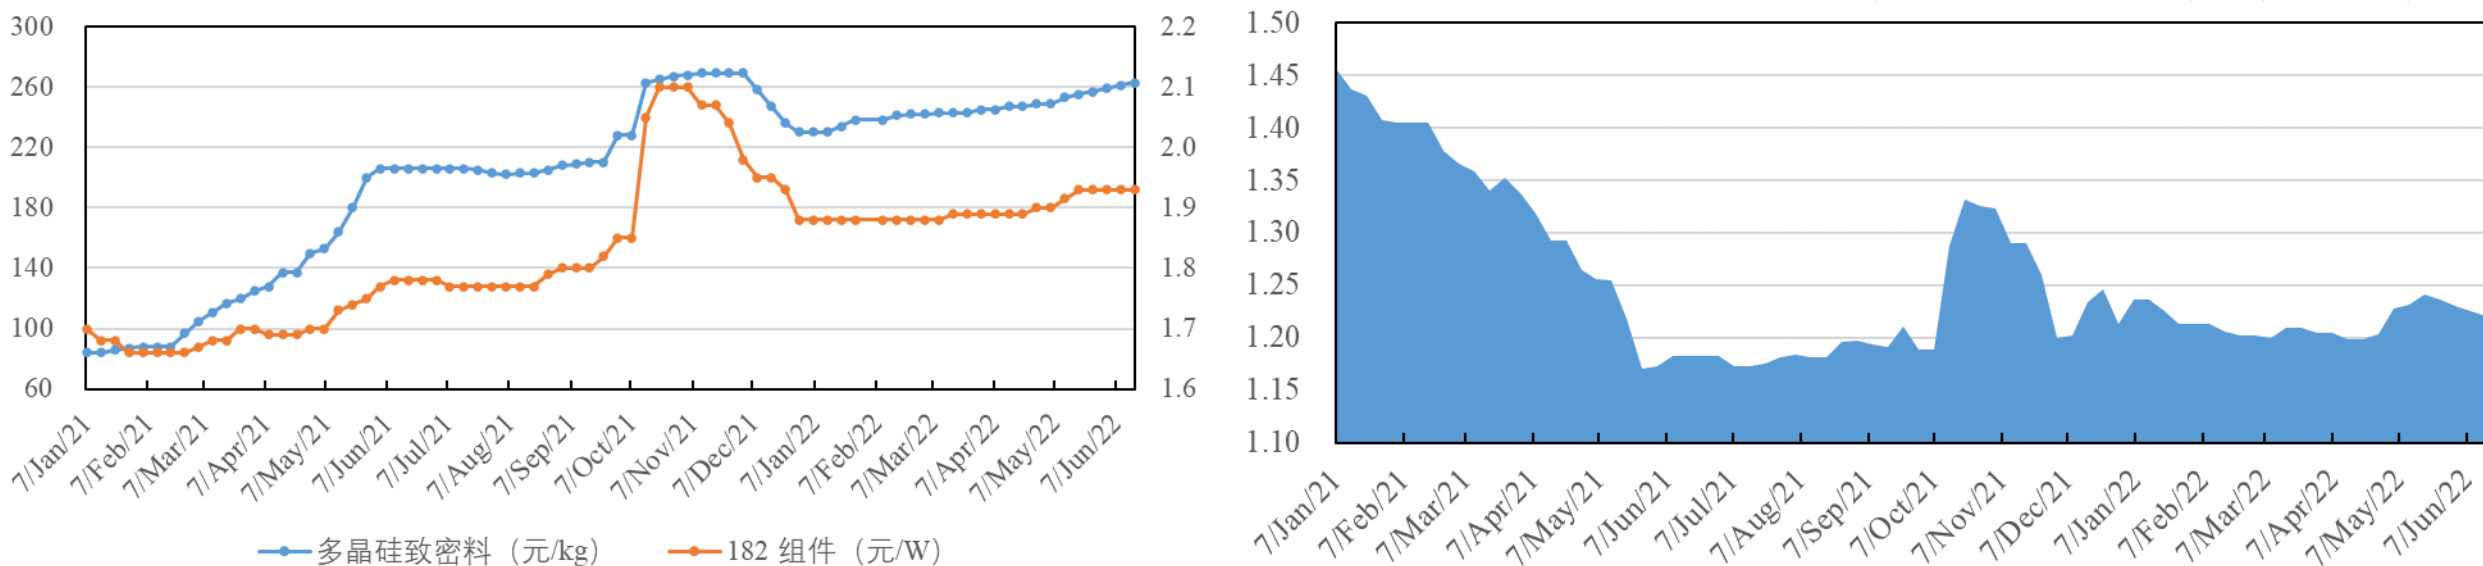 300
260
220
180
140
100
60
2.2
2.1
2.0
1.9
1.8
1.7
1.6
7/Jan/21
7/Feb/21
7/Mar/21
7/Apr/21
7/May/21
7/Jun/21
7/Jul/21
7/Aug/21
7/Sep/21
7/Oct/21
7/Nov/21
7/Dec/21
7/Jan/22
7/Feb/22
7/Mar/22
7/Apr/22
7/May/22
7/Jun/22
多晶硅致密料（元/kg）
182 组件（元/W）
1.50
1.45
1.40
1.35
1.30
1.25
1.20
1.15
1.10
7/Jan/21
7/Feb/21
7/Mar/21
7/Apr/21
7/May/21
7/Jun/21
7/Jul/21
7/Aug/21
7/Sep/21
7/Oct/21
7/Nov/21
7/Dec/21
7/Jan/22
7/Feb/22
7/Mar/22
7/Apr/22
7/May/22
7/Jun/22